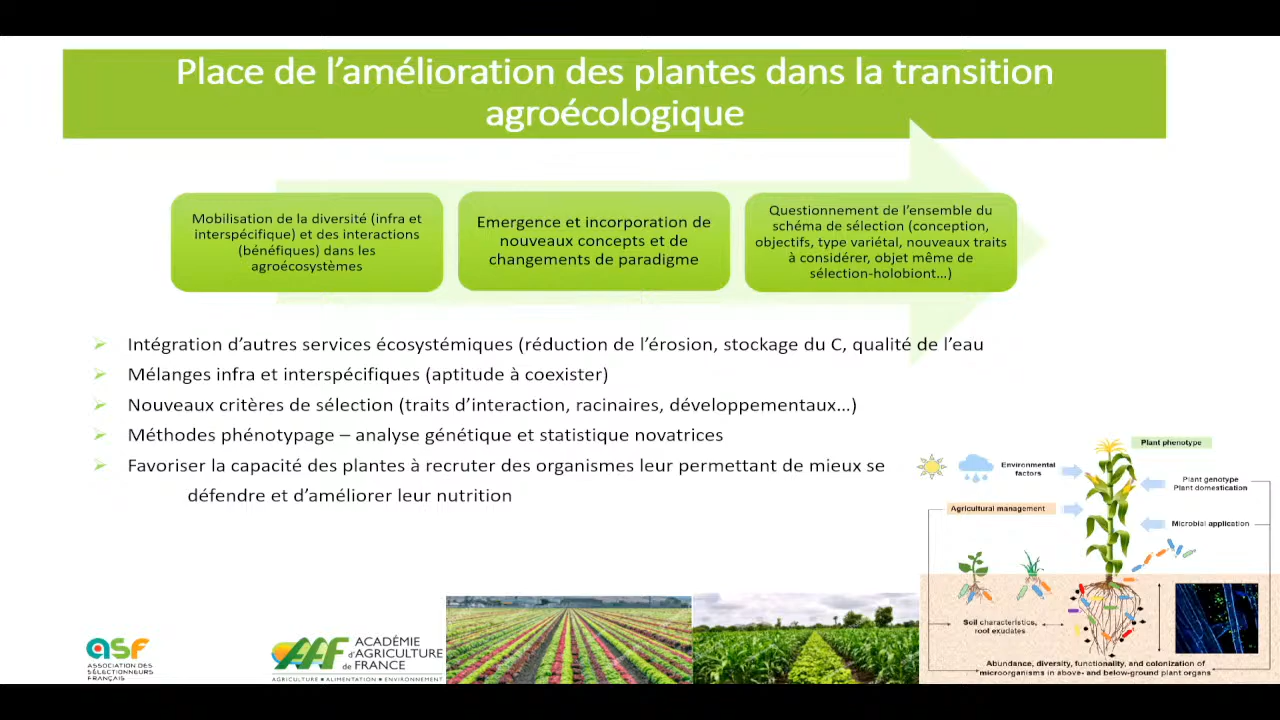 Place de l’amélioration des plantes dans la transition
agroécologique
Mobilisation de la diversité (infra et
interspécifique) et des interactions
(bénéfiques) dans les
agroécosystèmes
Emergence et incorporation de
nouveaux concepts et de
changements de paradigme
Questionnement de l’ensemble du
schéma de sélection (conception,
objectifs, type variétal, nouveaux traits
à considérer, objet même de
sélection-holobiont…)
Intégration d’autres services écosystémiques (réduction de l’érosion, stockage du C, qualité de l’eau
Mélanges infra et interspécifiques (aptitude à coexister)
Nouveaux critères de sélection (traits d’interaction, racinaires, développementaux…)
Méthodes phénotypage – analyse génétique et statistique novatrices
Favoriser la capacité des plantes à recruter des organismes leur permettant de mieux se
défendre et d’améliorer leur nutrition
Plant phenotype
Environmental
factors
Plant genotype
Plant domestication
Agricultural management
Microbial application
Soil characteristics,
root exudates
Abundance, diversity, functionality, and colonization of
microorganisms in above- and below-ground plant organs
asf
ASSOCIATION DES
SÉLECTIONNEURS
FRANÇAIS
AAF
ACADÉMIE
d’AGRICULTURE
de FRANCE
AGRICULTURE ■ ALIMENTATION ■ ENVIRONNEMENT